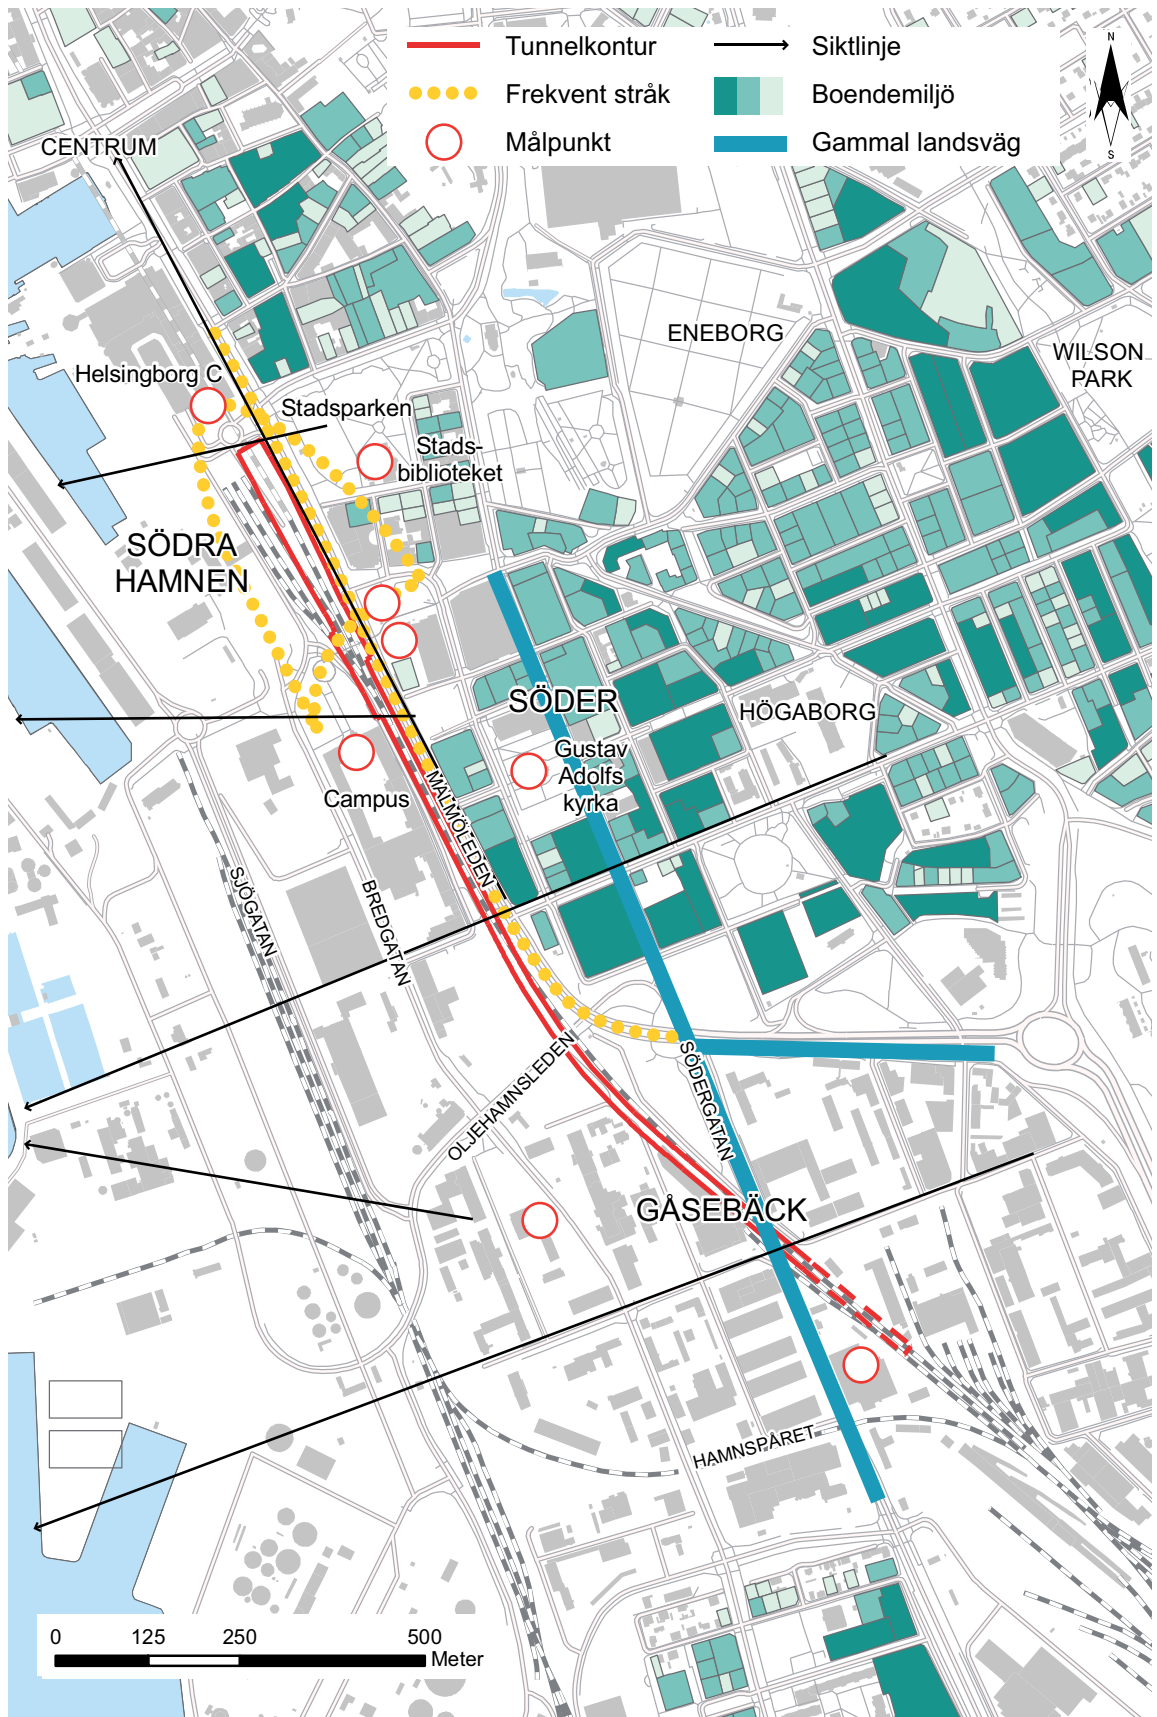 Tunnelkontur
Siktlinje
Frekvent stråk
Boendemiljö
Målpunkt
Gammal landsväg
N
S
CENTRUM
ENEBORG
WILSON
PARK
Helsingborg C
Stadsparken
Stads-
biblioteket
SÖDRA
HAMNEN
SÖDER
HÖGABORG
Gustav
Adolfs
kyrka
Campus
MALMÖLEDEN
SJÖGATAN
BREDGATAN
OLJEHAMNSLEDEN
SÖDERGATAN
GÅSEBÄCK
HAMNSPÅRET
0 125 250 500
Meter